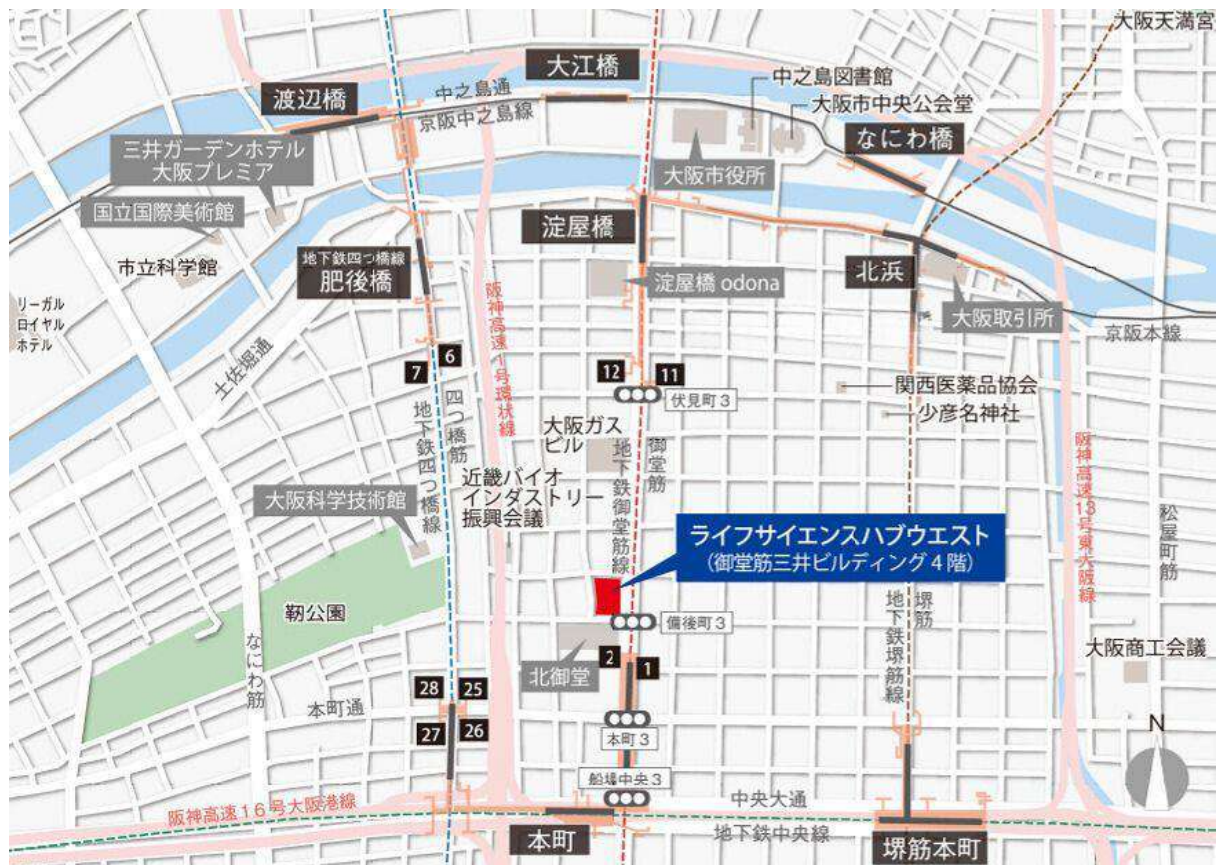 大阪天満宮
大江橋
中之島図書館
渡辺橋
中之島通
京阪中之島線
大阪市中央公会堂
なにわ橋
三井ガーデンホテル
大阪プレミア
大阪市役所
国立国際美術館
淀屋橋
市立科学館
地下鉄四つ橋線
肥後橋
北浜
淀屋橋 odona
リーガル
ロイヤル
ホテル
阪神高速1号環状線
大阪取引所
京阪本線
土佐堀通
7
6
12
11
伏見町3
関西医薬品協会
少彦名神社
四つ橋筋
地下鉄四つ橋線
大阪ガス
ビル
御堂筋
地下鉄御堂筋線
近畿バイオ
インダストリー
振興会議
大阪科学技術館
阪神高速13号東大阪線
松屋町筋
ライフサイエンスハブウエスト
(御堂筋三井ビルディング4階)
靭公園
備後町3
堺筋
地下鉄堺筋線
なにわ筋
北御堂
2
1
大阪商工会議
28
25
本町通
27
26
本町3
N
船場中央3
阪神高速16号大阪港線
中央大通
本町
地下鉄中央線
堺筋本町